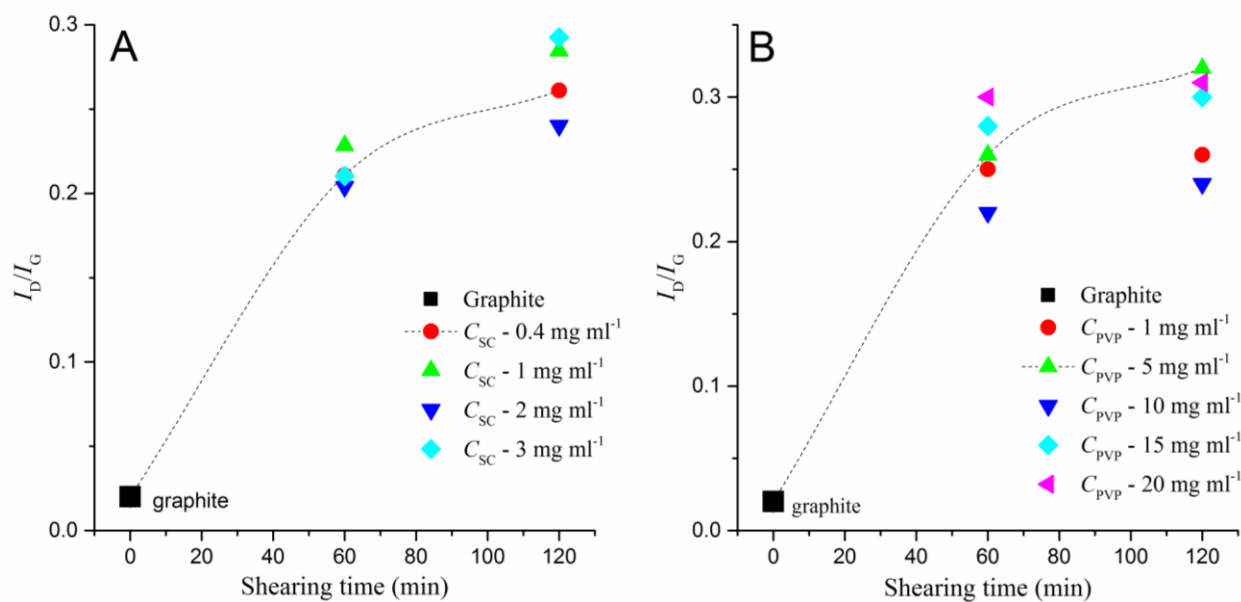 A
0.3
0.2
0.1
0.0
I_D/I_G
graphite
Graphite
C_SC - 0.4 mg ml⁻¹
C_SC - 1 mg ml⁻¹
C_SC - 2 mg ml⁻¹
C_SC - 3 mg ml⁻¹
0 20 40 60 80 100 120
Shearing time (min)
B
0.3
0.2
0.1
0.0
I_D/I_G
graphite
Graphite
C_PVP - 1 mg ml⁻¹
C_PVP - 5 mg ml⁻¹
C_PVP - 10 mg ml⁻¹
C_PVP - 15 mg ml⁻¹
C_PVP - 20 mg ml⁻¹
0 20 40 60 80 100 120
Shearing time (min)